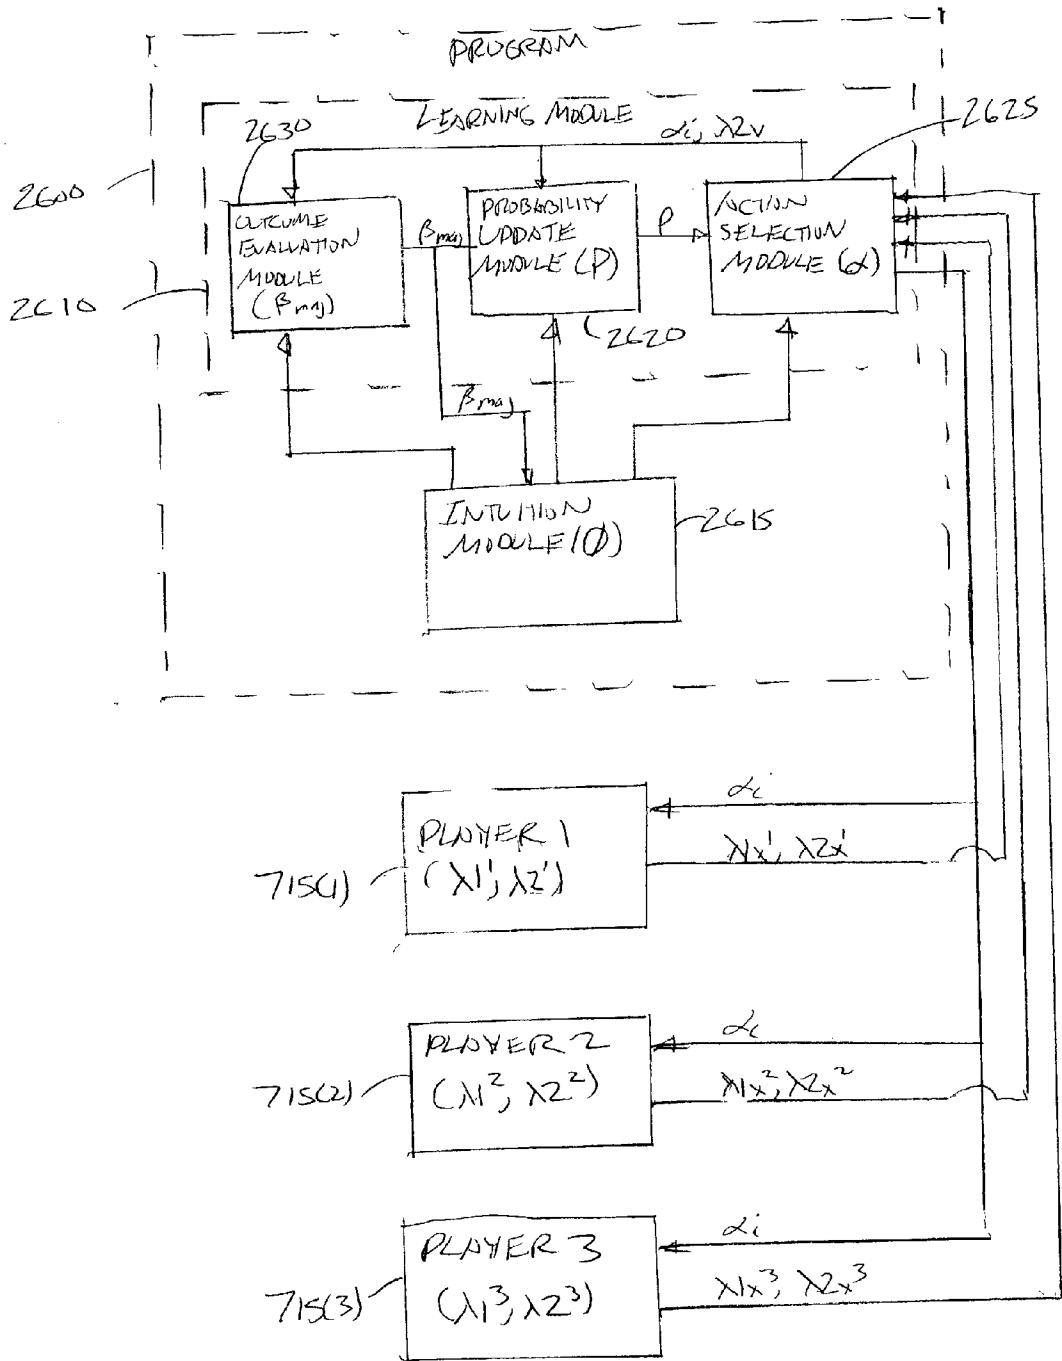 PROGRAM
LEARNING MODULE
2630
αi, λ2v
2625
2600
OUTCOME
EVALUATION
MODULE
(βmaj)
βmaj
PROBABILITY
UPDATE
MODULE (P)
P
ACTION
SELECTION
MODULE (α)
2610
2620
βmaj
INTUITION
MODULE (Ø)
2615
αi
PLAYER 1
(λ1¹, λ2¹)
λ1x¹, λ2x¹
715(1)
αi
PLAYER 2
(λ1², λ2²)
λ1x², λ2x²
715(2)
αi
PLAYER 3
(λ1³, λ2³)
λ1x³, λ2x³
715(3)